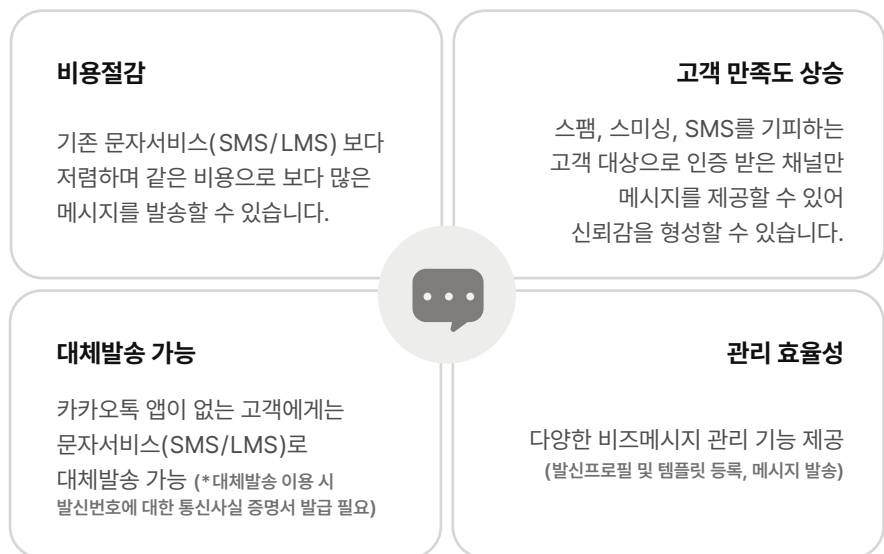 비용절감
기존 문자서비스(SMS/LMS) 보다
저렴하며 같은 비용으로 보다 많은
메시지를 발송할 수 있습니다.
고객 만족도 상승
스팸, 스미싱, SMS를 기피하는
고객 대상으로 인증 받은 채널만
메시지를 제공할 수 있어
신뢰감을 형성할 수 있습니다.
대체발송 가능
카카오톡 앱이 없는 고객에게는
문자서비스(SMS/LMS)로
대체발송 가능 (*대체발송 이용 시
발신번호에 대한 통신사실 증명서 발급 필요)
관리 효율성
다양한 비즈메시지 관리 기능 제공
(발신프로필 및 템플릿 등록, 메시지 발송)